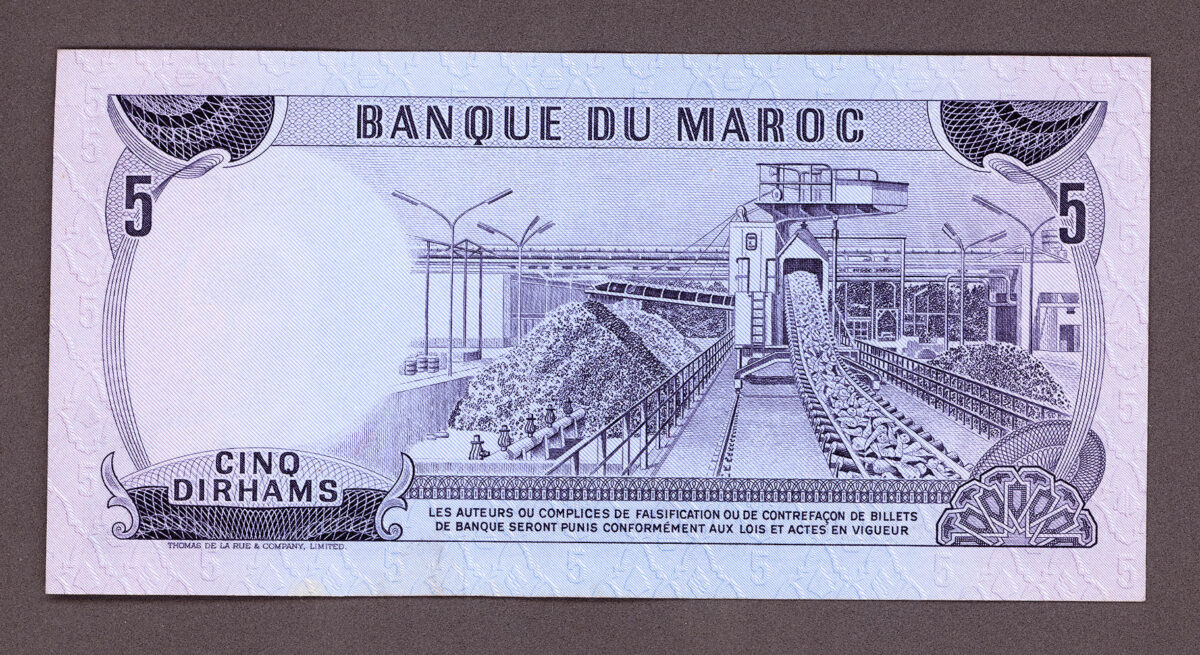 BANQUE DU MAROC
5
5
CINQ
DIRHAMS
LES AUTEURS OU COMPLICES DE FALSIFICATION OU DE CONTREFAÇON DE BILLETS
DE BANQUE SERONT PUNIS CONFORMÉMENT AUX LOIS ET ACTES EN VIGUEUR
THOMAS DE LA RUE & COMPANY, LIMITED.